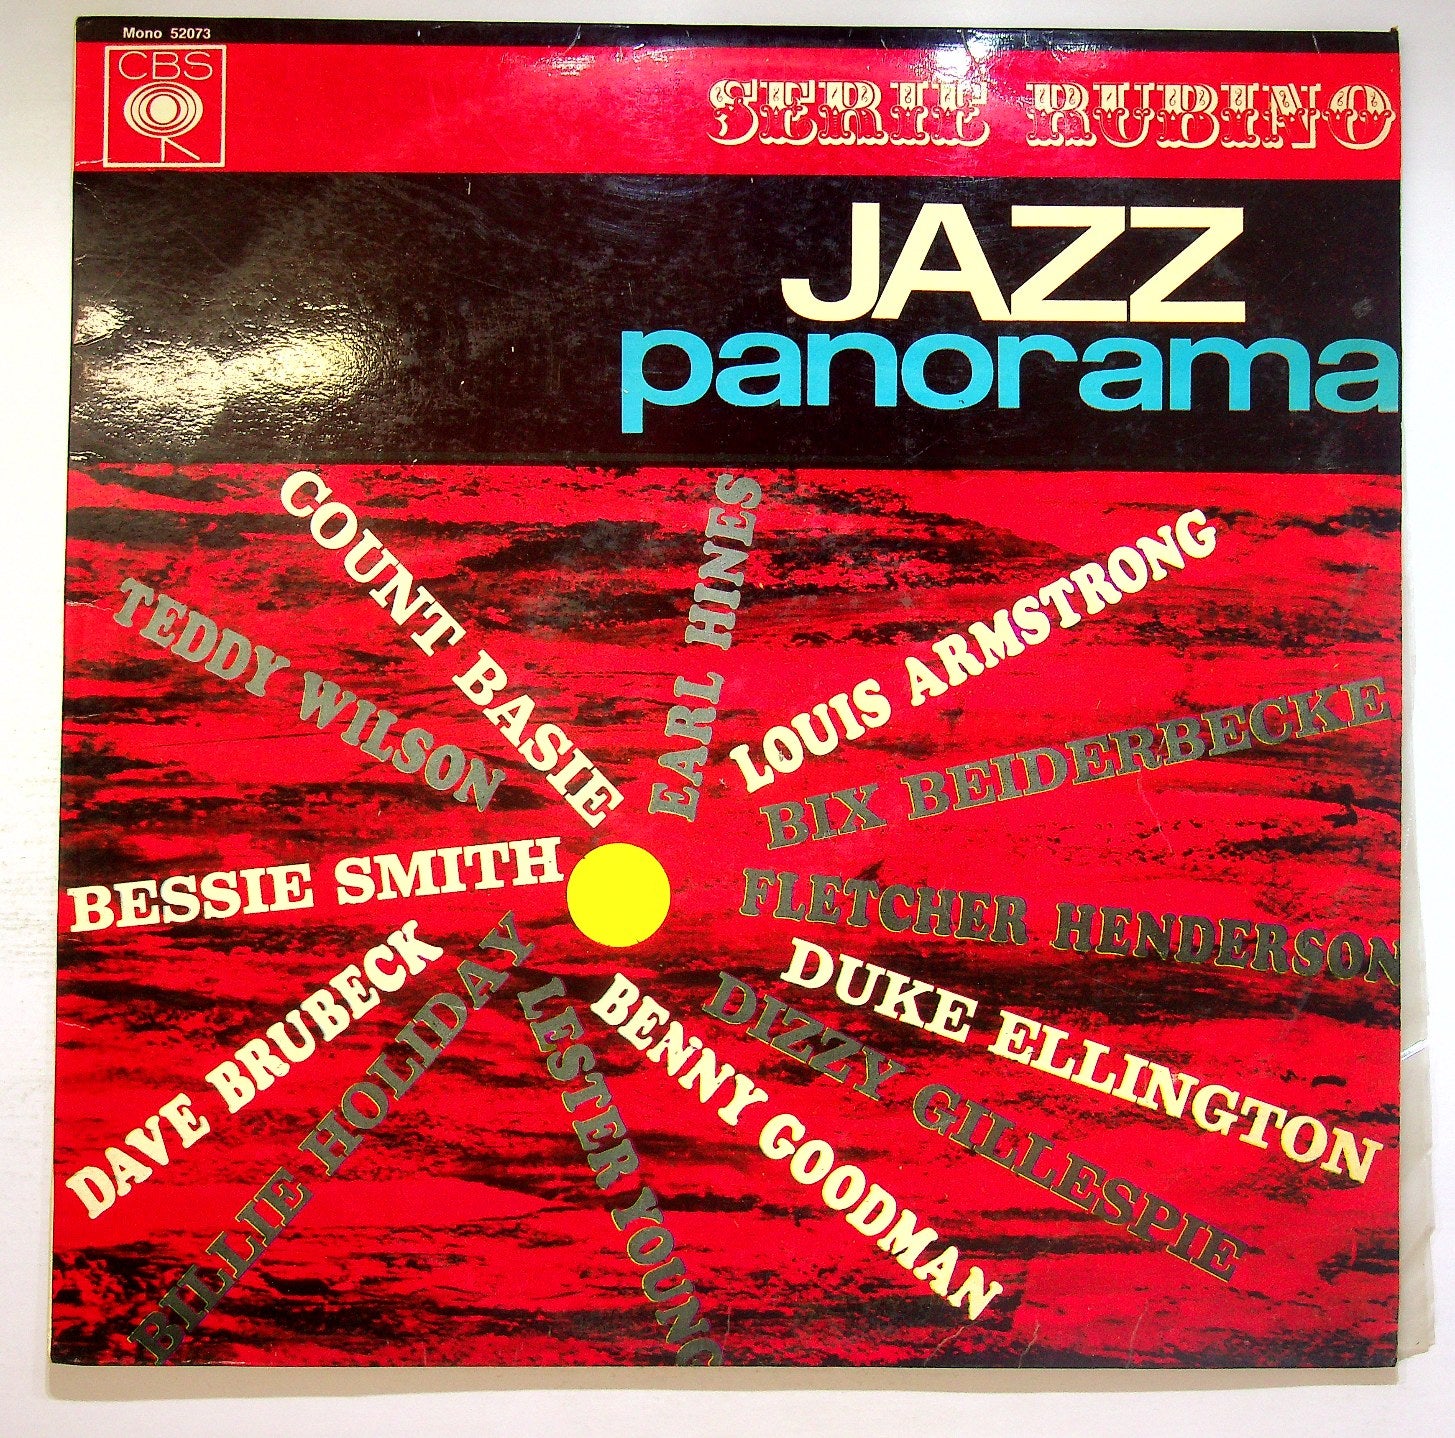 Mono 52073
CBS
SERIE RUBINO
JAZZ
panorama
COUNT BASIE
EARL HINES
LOUIS ARMSTRONG
TEDDY WILSON
BIX BEIDERBECKE
BESSIE SMITH
FLETCHER HENDERSON
DUKE ELLINGTON
DAVE BRUBECK
BILLIE HOLIDAY
LESTER YOUNG
BENNY GOODMAN
DIZZY GILLESPIE